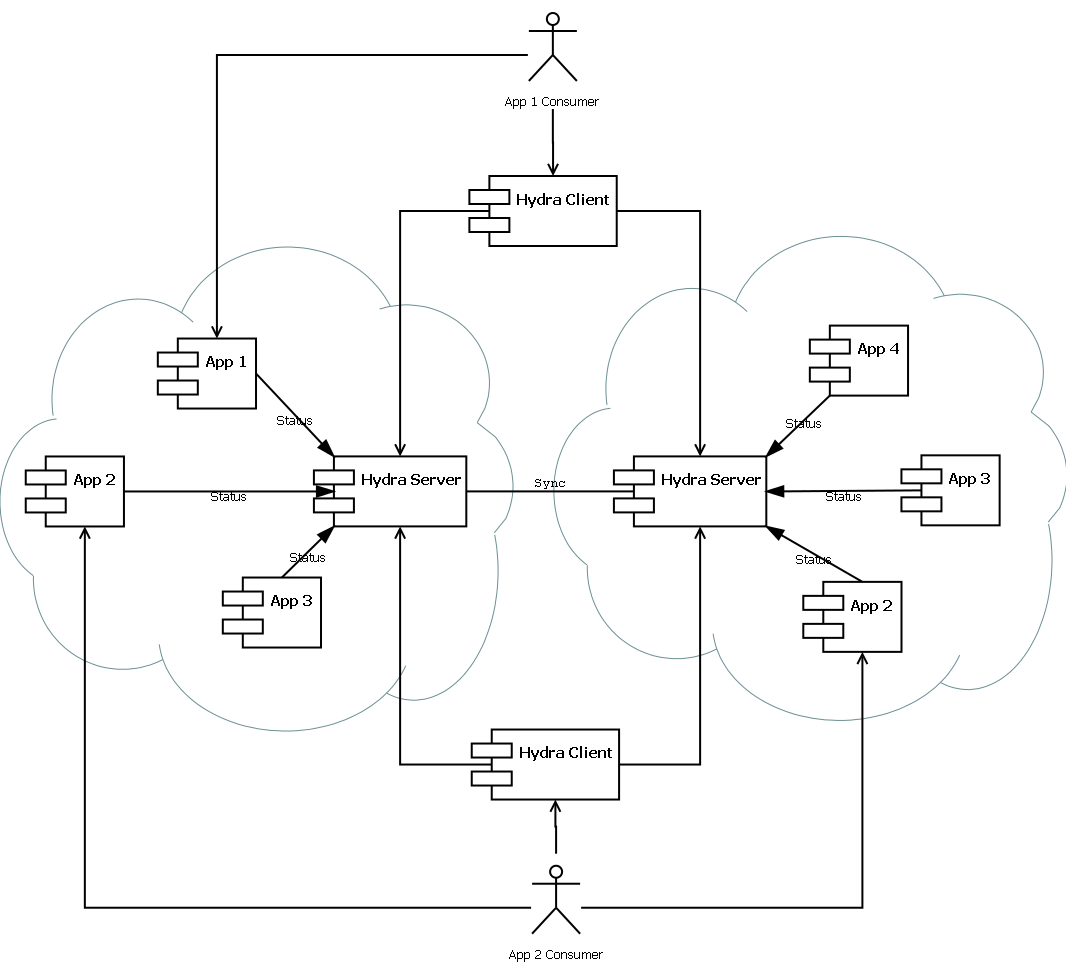 App 1 Consumer
Hydra Client
App 4
App 1
Status
Status
App 2
Hydra Server
Hydra Server
App 3
Status
Sync
Status
Status
Status
App 3
App 2
Hydra Client
App 2 Consumer